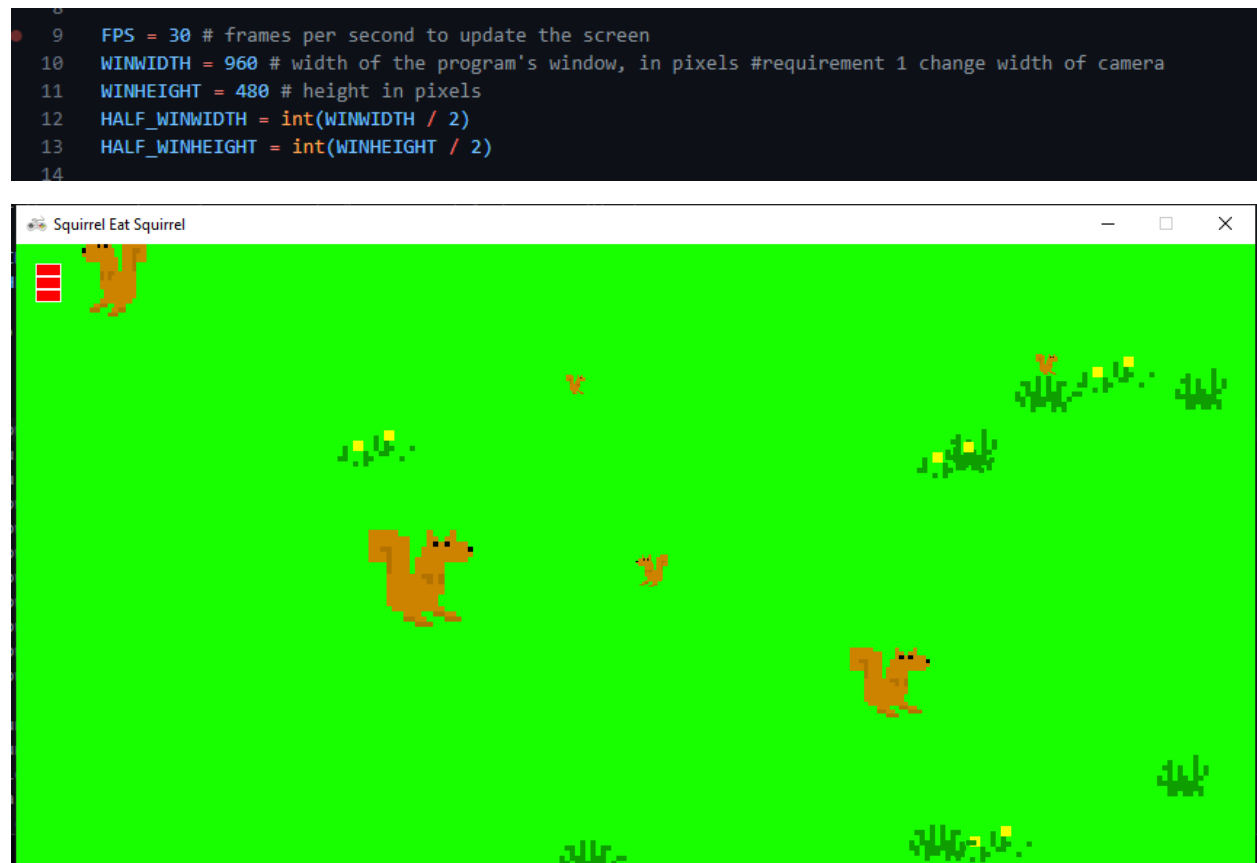 8
9 FPS = 30 # frames per second to update the screen
10 WINWIDTH = 960 # width of the program's window, in pixels #requirement 1 change width of camera
11 WINHEIGHT = 480 # height in pixels
12 HALF_WINWIDTH = int(WINWIDTH / 2)
13 HALF_WINHEIGHT = int(WINHEIGHT / 2)
14
Squirrel Eat Squirrel